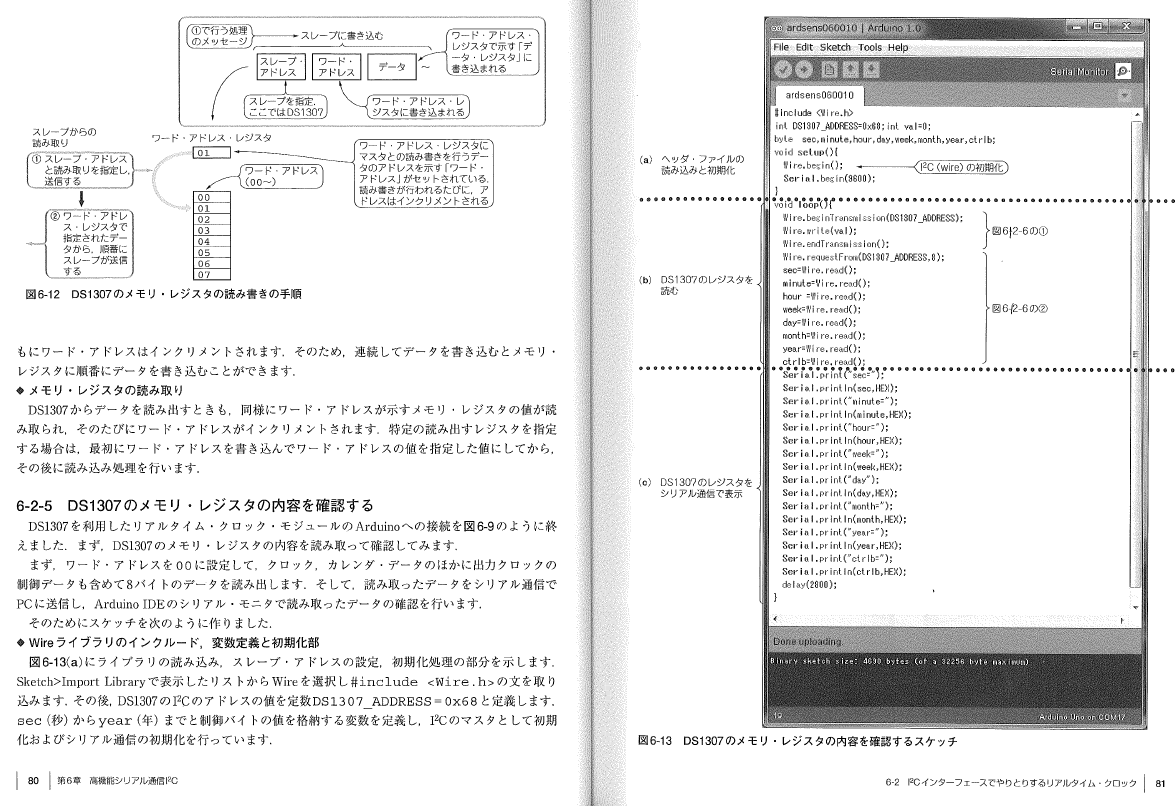 ①で行う処理
のメッセージ
スレーブに書き込む
ワード・アドレス・
レジスタで示す「デ
ータ・レジスタ」に
書き込まれる
スレーブ・
アドレス
ワード・
アドレス
データ
～
スレーブを指定.
ここではDS1307
ワード・アドレス・レ
ジスタに書き込まれる
スレーブからの
読み取り
① スレーブ・アドレス
と読み取りを指定し,
送信する
② ワード・アドレ
ス・レジスタで
指定されたデー
タから, 順番に
スレーブが送信
する
ワード・アドレス・レジスタ
01
ワード・アドレス
(00～)
00
01
02
03
04
05
06
07
ワード・アドレス・レジスタに
マスタとの読み書きを行うデー
タのアドレスを示す「ワード・
アドレス」がセットされている.
読み書きが行われるたびに, ア
ドレスはインクリメントされる
図6-12 DS1307のメモリ・レジスタの読み書きの手順
もにワード・アドレスはインクリメントされます. そのため, 連続してデータを書き込むとメモリ・
レジスタに順番にデータを書き込むことができます.
◆ メモリ・レジスタの読み取り
DS1307からデータを読み出すときも, 同様にワード・アドレスが示すメモリ・レジスタの値が読
み取られ, そのたびにワード・アドレスがインクリメントされます. 特定の読み出すレジスタを指定
する場合は, 最初にワード・アドレスを書き込んでワード・アドレスの値を指定した値にしてから,
その後に読み込み処理を行います.
6-2-5 DS1307のメモリ・レジスタの内容を確認する
DS1307を利用したリアルタイム・クロック・モジュールのArduinoへの接続を図6-9のように終
えました. まず, DS1307のメモリ・レジスタの内容を読み取って確認してみます.
まず, ワード・アドレスを00に設定して, クロック, カレンダ・データのほかに出力クロックの
制御データも含めて8バイトのデータを読み出します. そして, 読み取ったデータをシリアル通信で
PCに送信し, Arduino IDEのシリアル・モニタで読み取ったデータの確認を行います.
そのためにスケッチを次のように作りました.
◆ Wireライブラリのインクルード, 変数定義と初期化部
図6-13(a)にライブラリの読み込み, スレーブ・アドレスの設定, 初期化処理の部分を示します.
Sketch>Import Libraryで表示したリストからWireを選択し#include <Wire.h>の文を取り
込みます. その後, DS1307のI²Cのアドレスの値を定数DS1307_ADDRESS=0x68と定義します.
sec(秒)からyear(年)までと制御バイトの値を格納する変数を定義し, I²Cのマスタとして初期
化およびシリアル通信の初期化を行っています.
80 第6章 高機能シリアル通信I²C
ardsens060010 | Arduino 1.0
File Edit Sketch Tools Help
Serial Monitor
ardsens060010
#include <Wire.h>
int DS1307_ADDRESS=0x68;int val=0;
byte sec,minute,hour,day,week,month,year,ctrlb;
void setup(){
Wire.begin();
I²C (wire) の初期化
Serial.begin(9600);
}
(a) ヘッダ・ファイルの
読み込みと初期化
void loop(){
Wire.beginTransmission(DS1307_ADDRESS);
Wire.write(val);
図6-2-6の①
Wire.endTransmission();
Wire.requestFrom(DS1307_ADDRESS,8);
sec=Wire.read();
(b) DS1307のレジスタを
読む
minute=Wire.read();
hour =Wire.read();
week=Wire.read();
図6-2-6の②
day=Wire.read();
month=Wire.read();
year=Wire.read();
ctrlb=Wire.read();
Serial.print("sec=");
Serial.println(sec,HEX);
Serial.print("minute=");
Serial.println(minute,HEX);
Serial.print("hour=");
Serial.println(hour,HEX);
Serial.print("week=");
Serial.println(week,HEX);
(c) DS1307のレジスタを
シリアル通信で表示
Serial.print("day");
Serial.println(day,HEX);
Serial.print("month=");
Serial.println(month,HEX);
Serial.print("year=");
Serial.println(year,HEX);
Serial.print("ctrlb=");
Serial.println(ctrlb,HEX);
delay(2000);
}
Done uploading.
Binary sketch size: 4690 bytes (of a 32256 byte maximum)
19
Arduino Uno on COM17
図6-13 DS1307のメモリ・レジスタの内容を確認するスケッチ
6-2 I²Cインターフェースでやりとりするリアルタイム・クロック 81